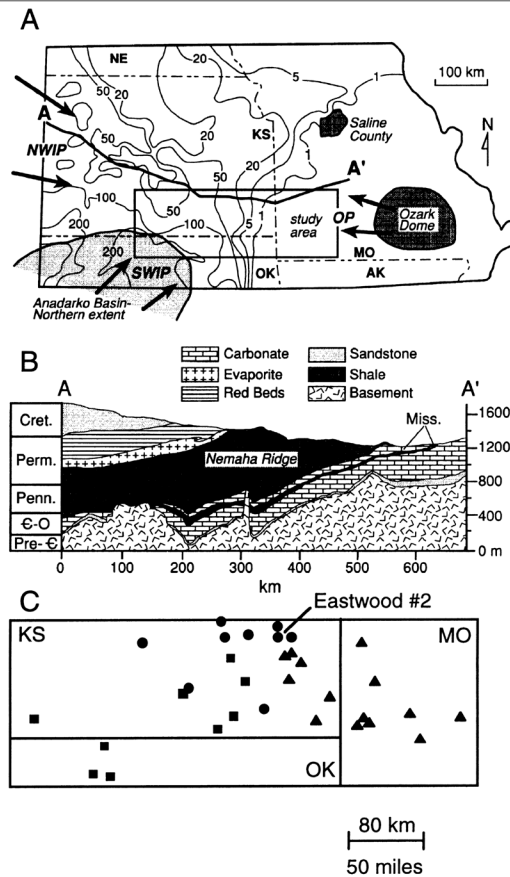 A
NE
5
1
100 km
50
20
20
5
A
50
20
KS
Saline
County
N
NWIP
50
20
1
A'
100
50
100
5
1
study
area
OP
Ozark
Dome
200
200
MO
SWIP
OK
AK
Anadarko Basin-
Northern extent
B
Carbonate
Sandstone
Evaporite
Shale
Red Beds
Basement
A
A'
Cret.
Miss.
1600
Perm.
Nemaha Ridge
1200
Penn.
800
Є-O
400
Pre-Є
0 m
0
100
200
300
400
500
600
km
C
Eastwood #2
KS
MO
OK
80 km
50 miles